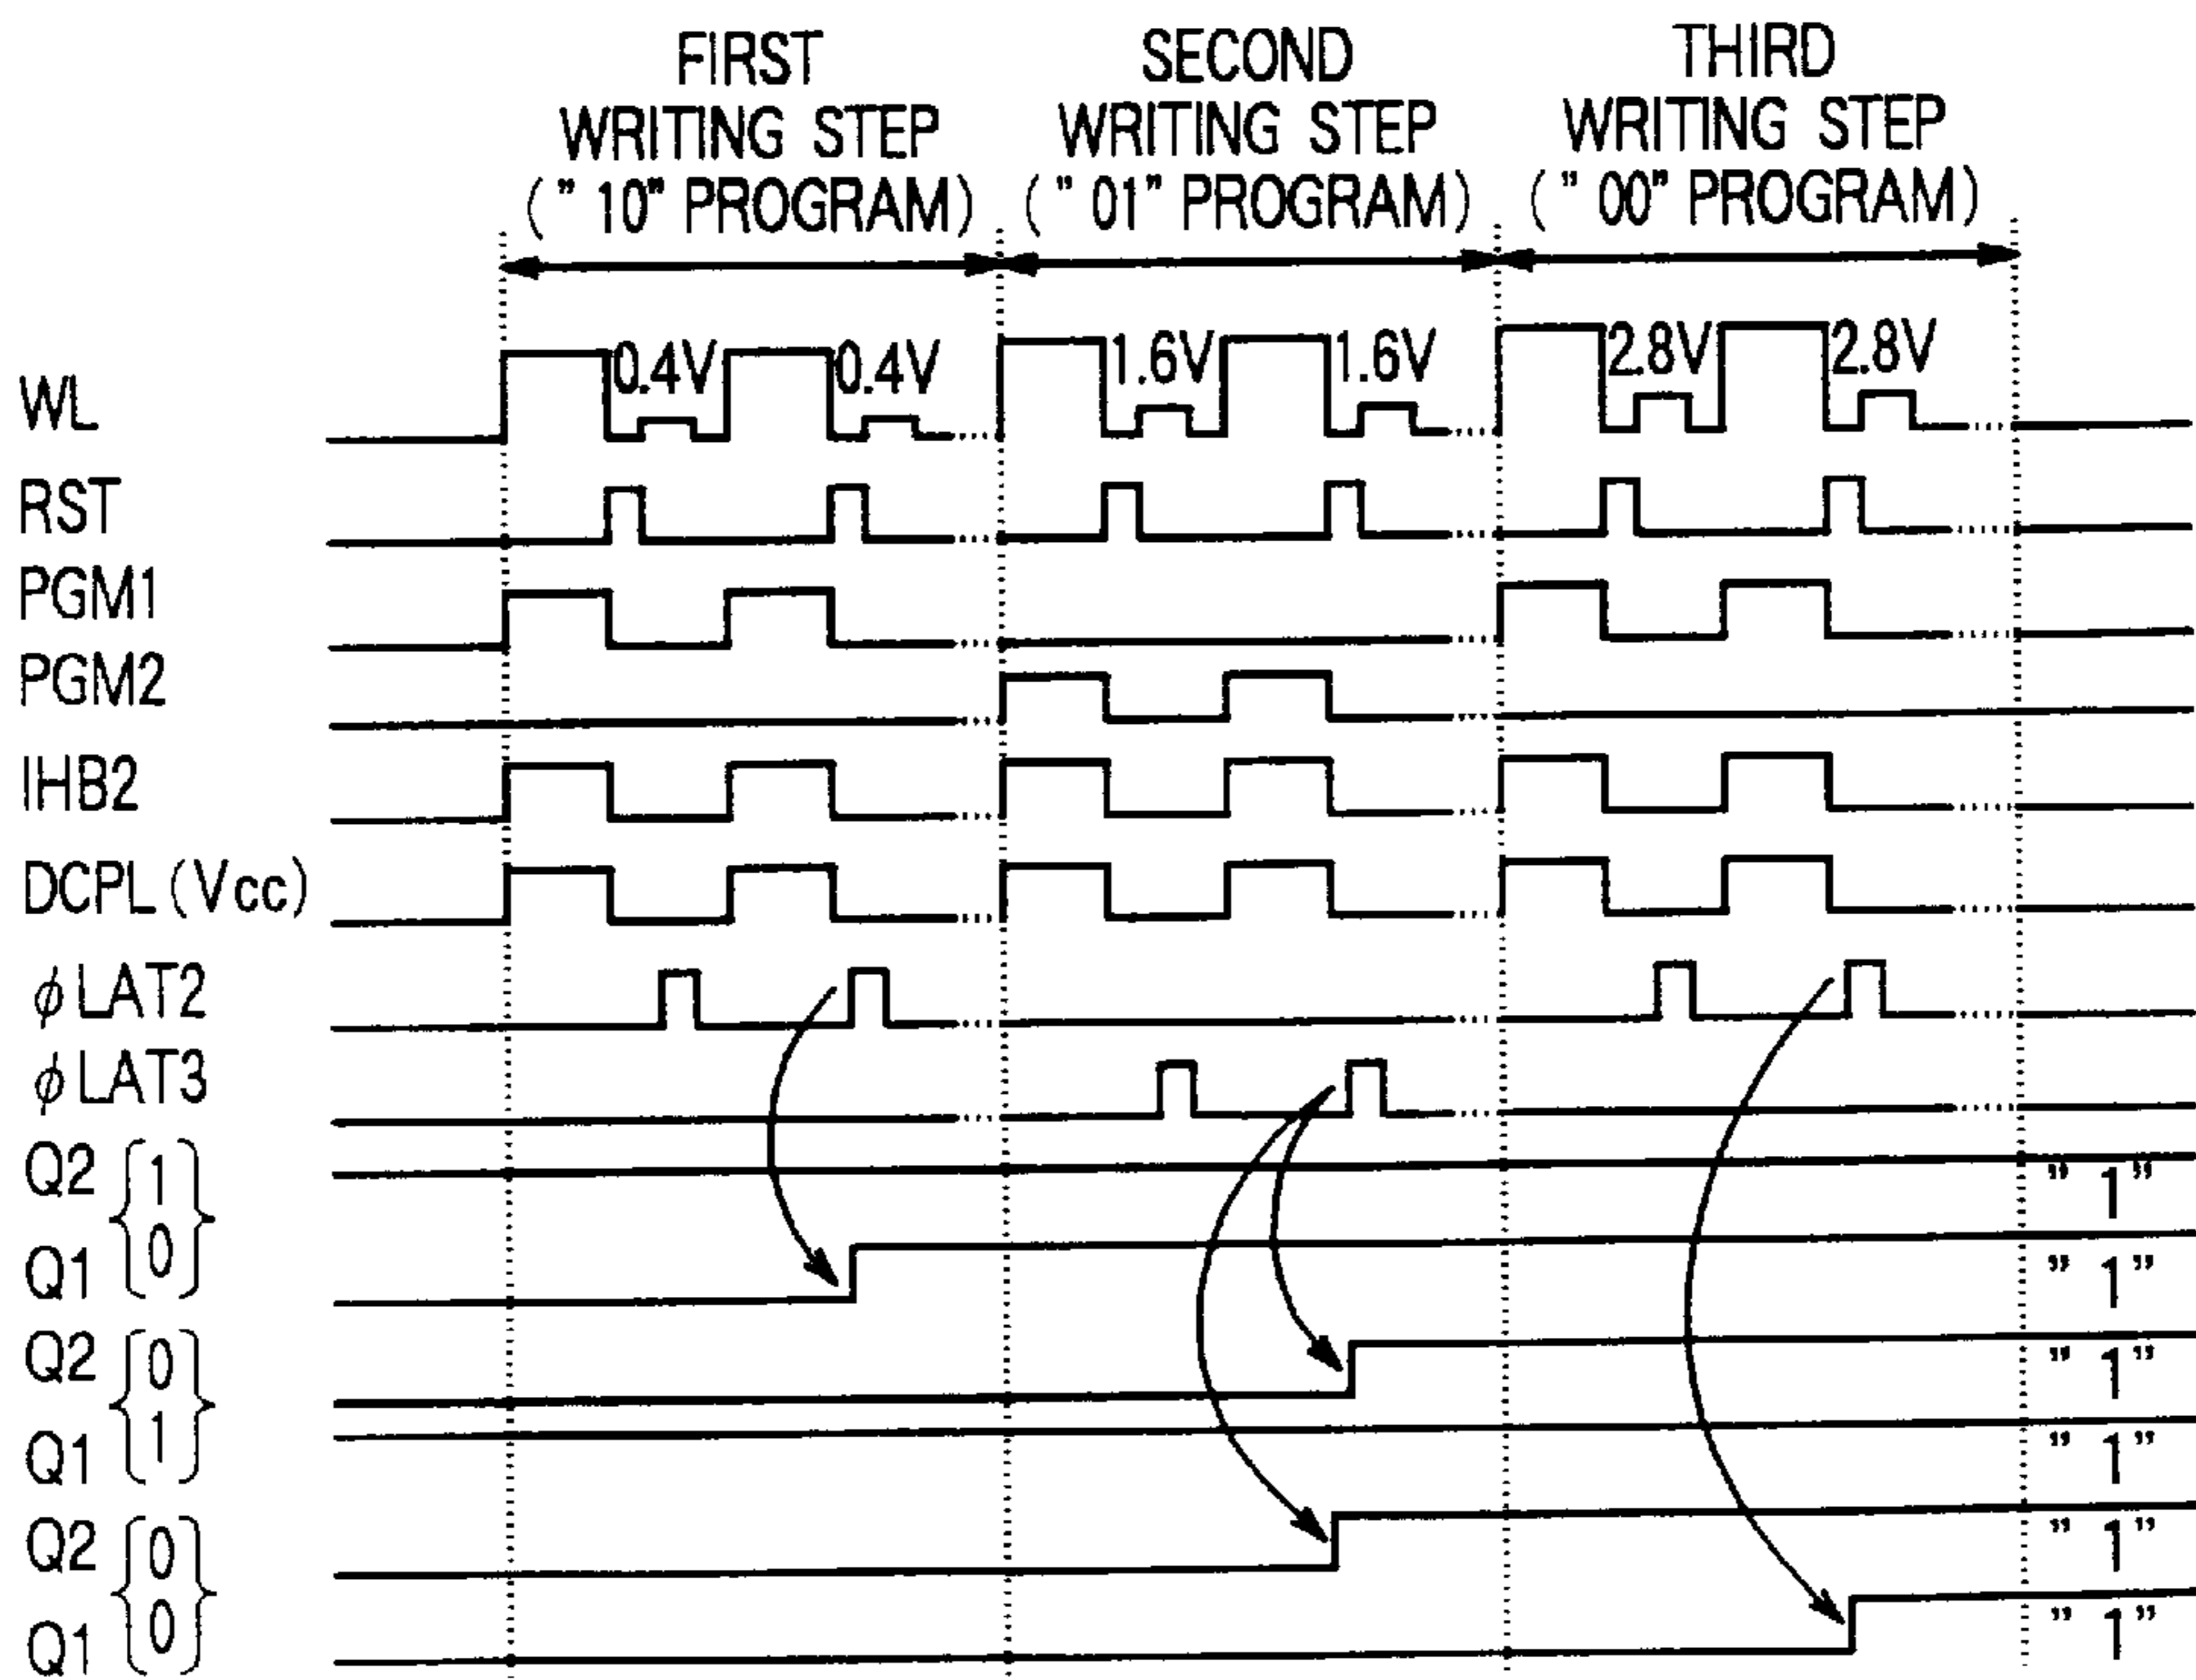 FIRST
WRITING STEP
(" 10" PROGRAM)
SECOND
WRITING STEP
(" 01" PROGRAM)
THIRD
WRITING STEP
(" 00" PROGRAM)
WL 0.4V 0.4V 1.6V 1.6V 2.8V 2.8V
RST
PGM1
PGM2
IHB2
DCPL(Vcc)
ϕLAT2
ϕLAT3
Q2 1 " 1"
Q1 0 " 1"
Q2 0 " 1"
Q1 1 " 1"
Q2 0 " 1"
Q1 0 " 1"